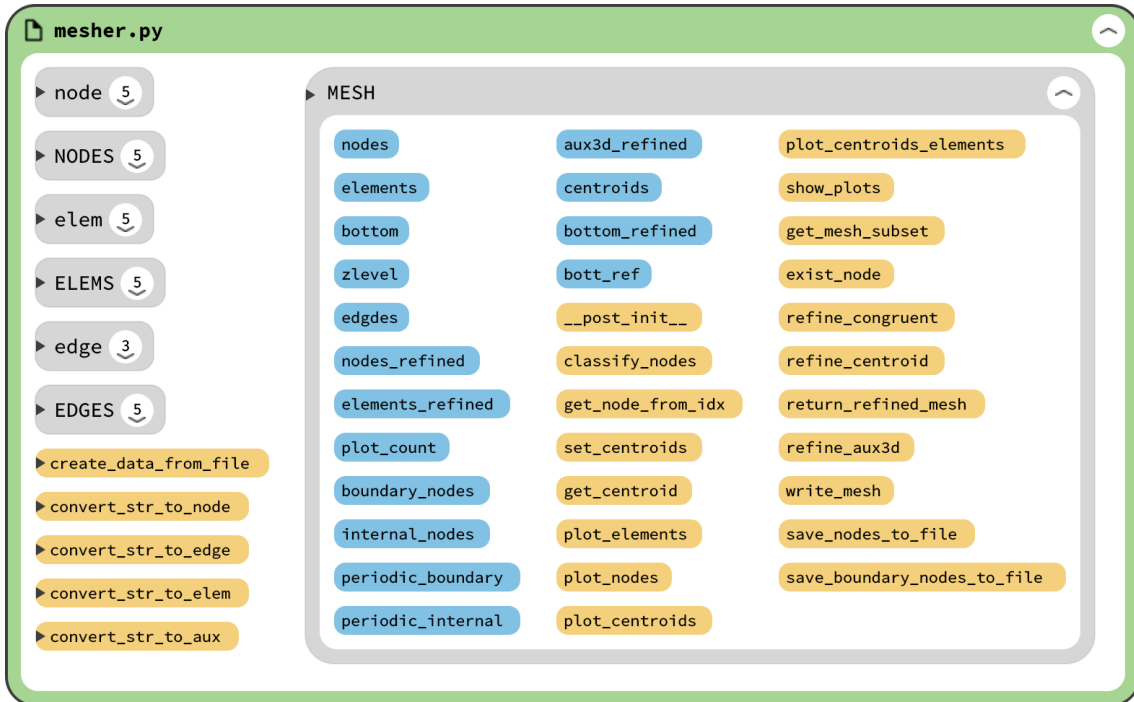 mesher.py
node 5
NODES 5
elem 5
ELEMS 5
edge 3
EDGES 5
create_data_from_file
convert_str_to_node
convert_str_to_edge
convert_str_to_elem
convert_str_to_aux
MESH
nodes
elements
bottom
zlevel
edgdes
nodes_refined
elements_refined
plot_count
boundary_nodes
internal_nodes
periodic_boundary
periodic_internal
aux3d_refined
centroids
bottom_refined
bott_ref
__post_init__
classify_nodes
get_node_from_idx
set_centroids
get_centroid
plot_elements
plot_nodes
plot_centroids
plot_centroids_elements
show_plots
get_mesh_subset
exist_node
refine_congruent
refine_centroid
return_refined_mesh
refine_aux3d
write_mesh
save_nodes_to_file
save_boundary_nodes_to_file